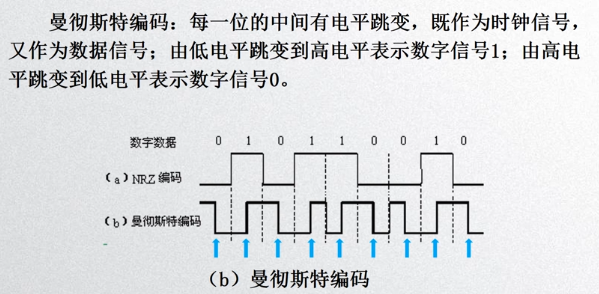 曼彻斯特编码：每一位的中间有电平跳变，既作为时钟信号，
又作为数据信号；由低电平跳变到高电平表示数字信号1；由高电
平跳变到低电平表示数字信号0。
数字数据 0 1 0 1 1 0 0 1 0
（a）NRZ 编码
（b）曼彻斯特编码
（b）曼彻斯特编码